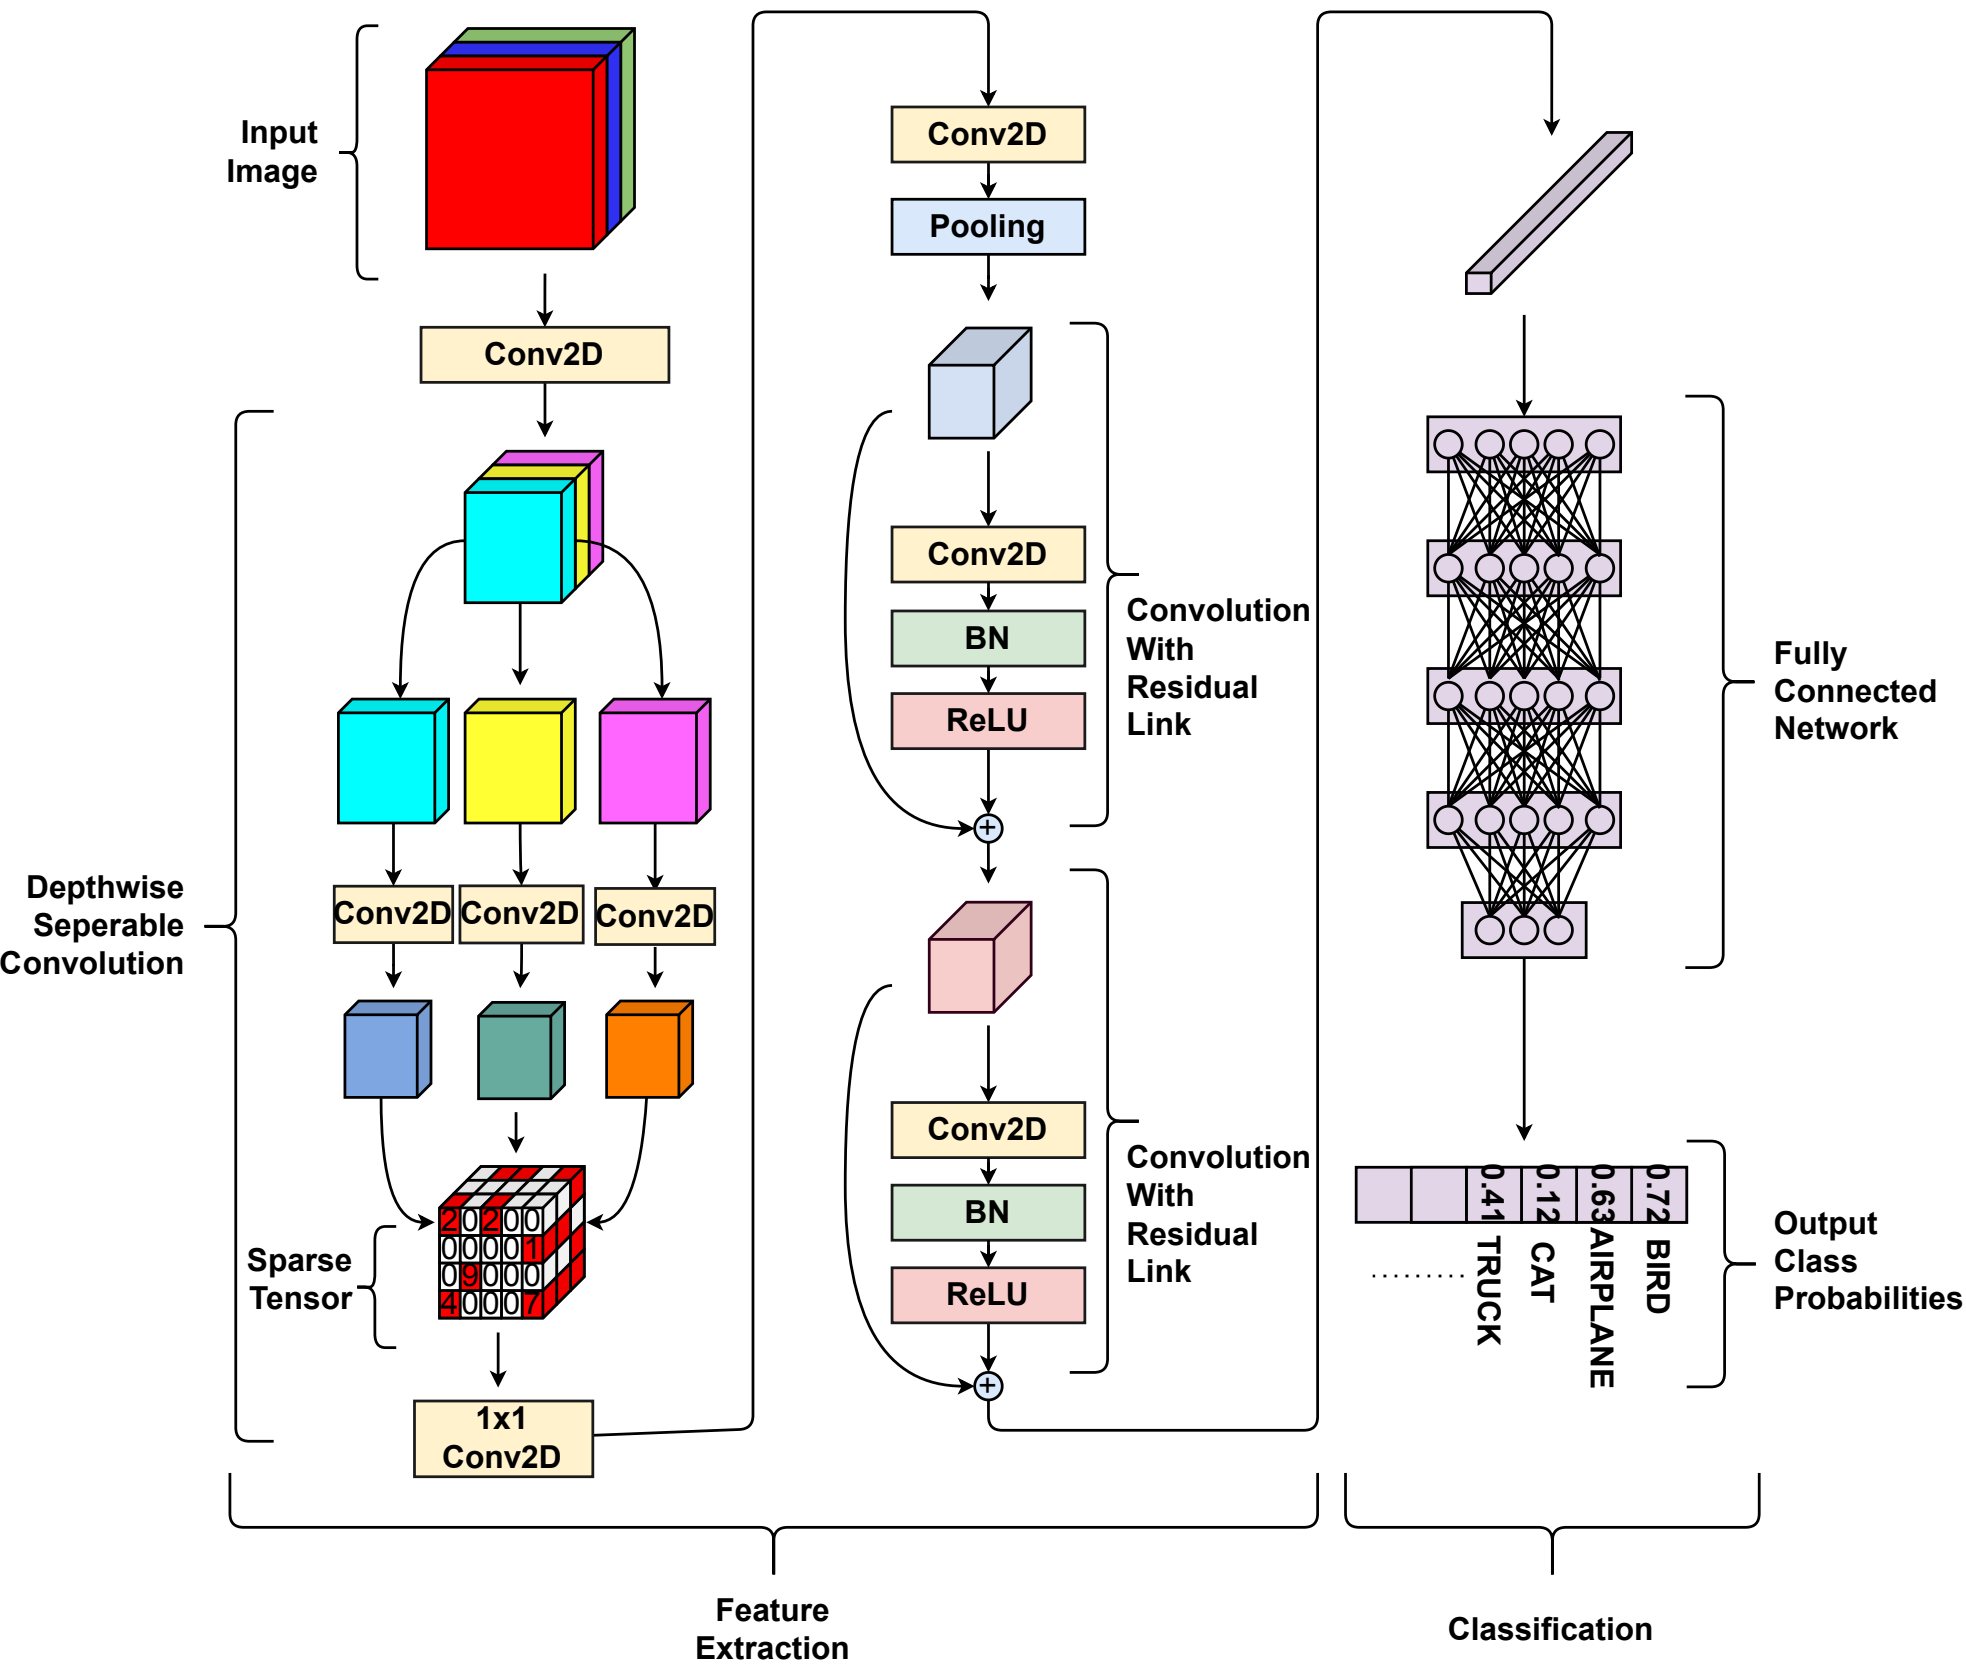 Input
Image
Conv2D
Depthwise
Seperable
Convolution
Conv2D
Conv2D
Conv2D
Sparse
Tensor
2 0 2 0 0
0 0 0 0 1
0 9 0 0 0
4 0 0 0 7
1x1
Conv2D
Conv2D
Pooling
Conv2D
BN
ReLU
+
Convolution
With
Residual
Link
Conv2D
BN
ReLU
+
Convolution
With
Residual
Link
Fully
Connected
Network
0.41 TRUCK
0.12 CAT
0.63 AIRPLANE
0.72 BIRD
.........
Output
Class
Probabilities
Feature
Extraction
Classification